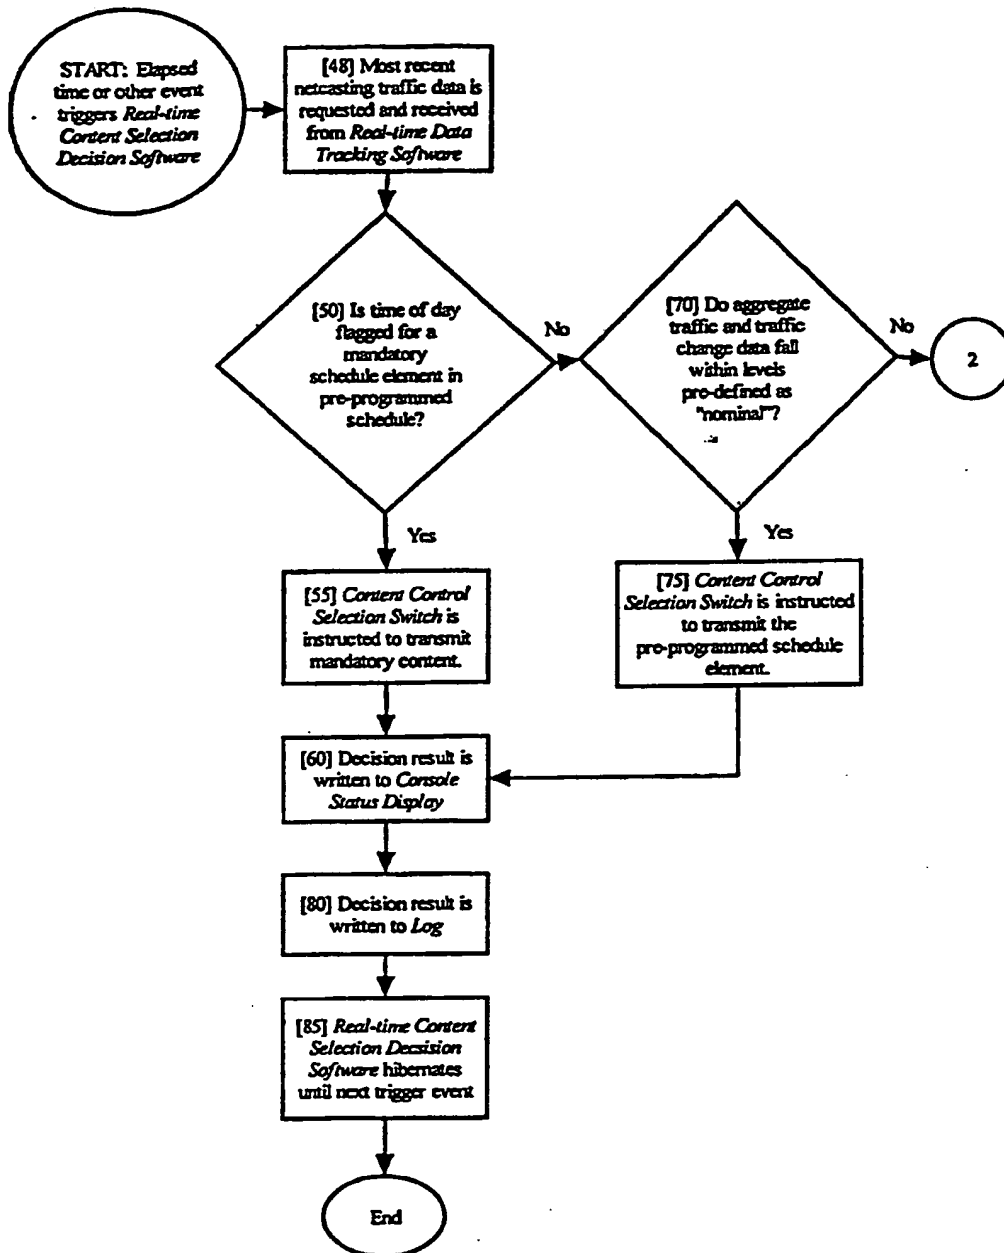 START: Elapsed
time or other event
triggers Real-time
Content Selection
Decision Software
[48] Most recent
netcasting traffic data is
requested and received
from Real-time Data
Tracking Software
[50] Is time of day
flagged for a
mandatory
schedule element in
pre-programmed
schedule?
No
[70] Do aggregate
traffic and traffic
change data fall
within levels
pre-defined as
"nominal"?
No
2
Yes
Yes
[55] Content Control
Selection Switch is
instructed to transmit
mandatory content.
[75] Content Control
Selection Switch is instructed
to transmit the
pre-programmed schedule
element.
[60] Decision result is
written to Console
Status Display
[80] Decision result is
written to Log
[85] Real-time Content
Selection Decsision
Software hibernates
until next trigger event
End